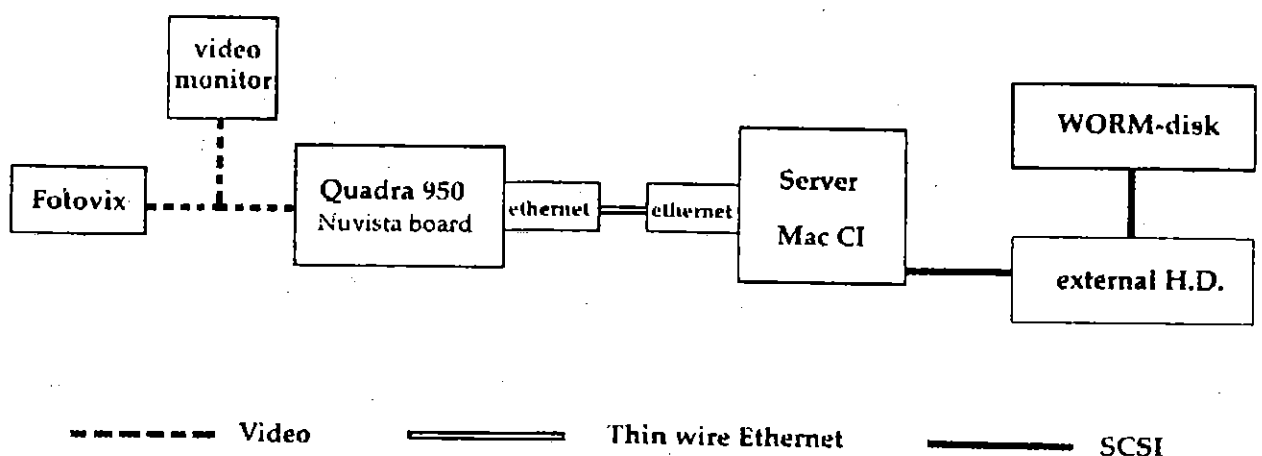 video
monitor
WORM-disk
Fotovix
Quadra 950
Nuvista board
ethernet
ethernet
Server
Mac CI
external H.D.
Video
Thin wire Ethernet
SCSI